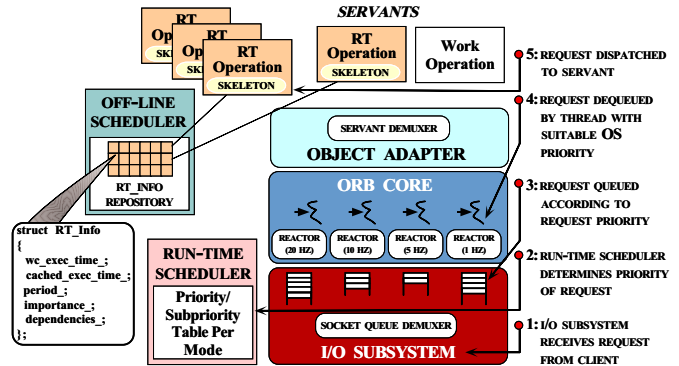 SERVANTS
RT
Operation
SKELETON
RT
Operation
SKELETON
RT
Operation
SKELETON
RT
Operation
SKELETON
Work
Operation
5: REQUEST DISPATCHED
TO SERVANT
4: REQUEST DEQUEUED
BY THREAD WITH
SUITABLE OS
PRIORITY
3: REQUEST QUEUED
ACCORDING TO
REQUEST PRIORITY
2: RUN-TIME SCHEDULER
DETERMINES PRIORITY
OF REQUEST
1: I/O SUBSYSTEM
RECEIVES REQUEST
FROM CLIENT
OFF-LINE
SCHEDULER
RT_INFO
REPOSITORY
SERVANT DEMUXER
OBJECT ADAPTER
ORB CORE
REACTOR
(20 HZ)
REACTOR
(10 HZ)
REACTOR
(5 HZ)
REACTOR
(1 HZ)
struct RT_Info
{
wc_exec_time_;
cached_exec_time_;
period_;
importance_;
dependencies_;
};
RUN-TIME
SCHEDULER
Priority/
Subpriority
Table Per
Mode
SOCKET QUEUE DEMUXER
I/O SUBSYSTEM